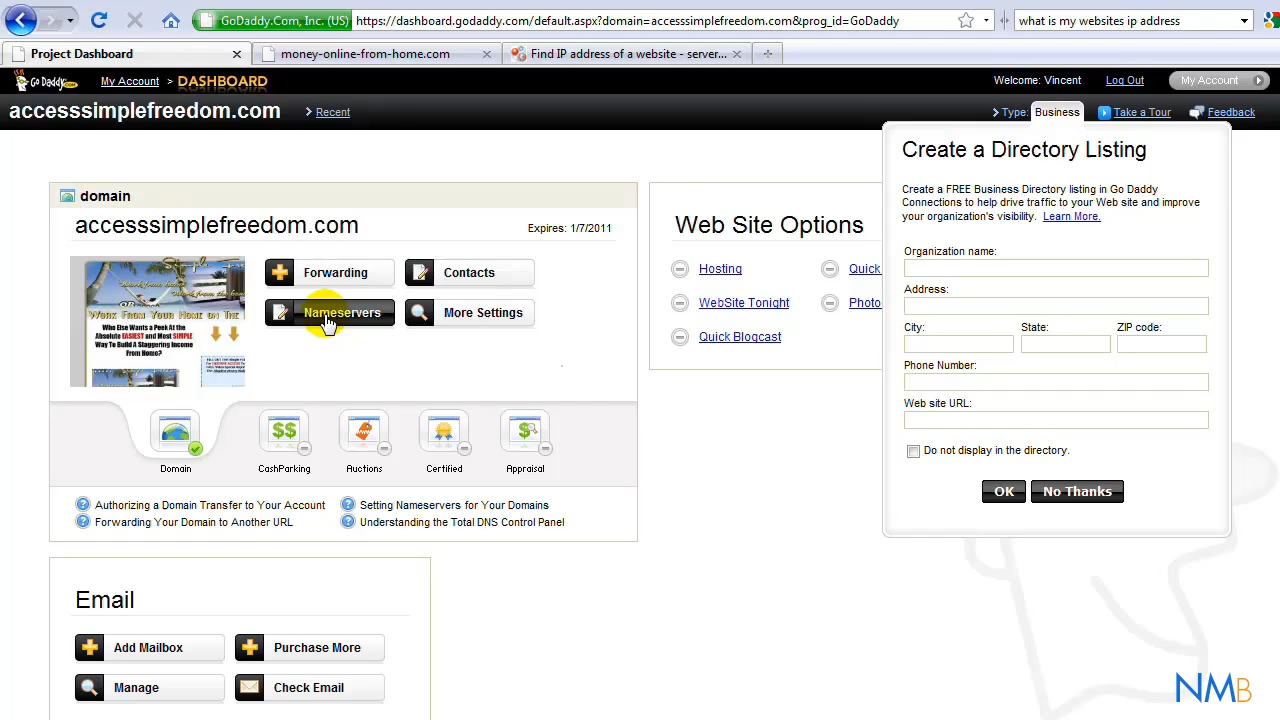 GoDaddy.Com, Inc. (US)
https://dashboard.godaddy.com/default.aspx?domain=accesssimplefreedom.com&prog_id=GoDaddy
what is my websites ip address
Project Dashboard
money-online-from-home.com
Find IP address of a website - server...
Go Daddy.com
My Account > DASHBOARD
Welcome: Vincent
Log Out
My Account
accesssimplefreedom.com
Recent
Type: Business
Take a Tour
Feedback
domain
accesssimplefreedom.com
Expires: 1/7/2011
Forwarding
Contacts
Nameservers
More Settings
WORK FROM YOUR HOME ON THE
Who Else Wants a Peek At the
Absolute EASIEST and Most SIMPLE
Way To Build A Staggering Income
From Home?
Domain
CashParking
Auctions
Certified
Appraisal
Authorizing a Domain Transfer to Your Account
Setting Nameservers for Your Domains
Forwarding Your Domain to Another URL
Understanding the Total DNS Control Panel
Web Site Options
Hosting
Quick
WebSite Tonight
Photo
Quick Blogcast
Create a Directory Listing
Create a FREE Business Directory listing in Go Daddy
Connections to help drive traffic to your Web site and improve
your organization's visibility. Learn More.
Organization name:
Address:
City:
State:
ZIP code:
Phone Number:
Web site URL:
Do not display in the directory.
OK
No Thanks
Email
Add Mailbox
Purchase More
Manage
Check Email
NMB